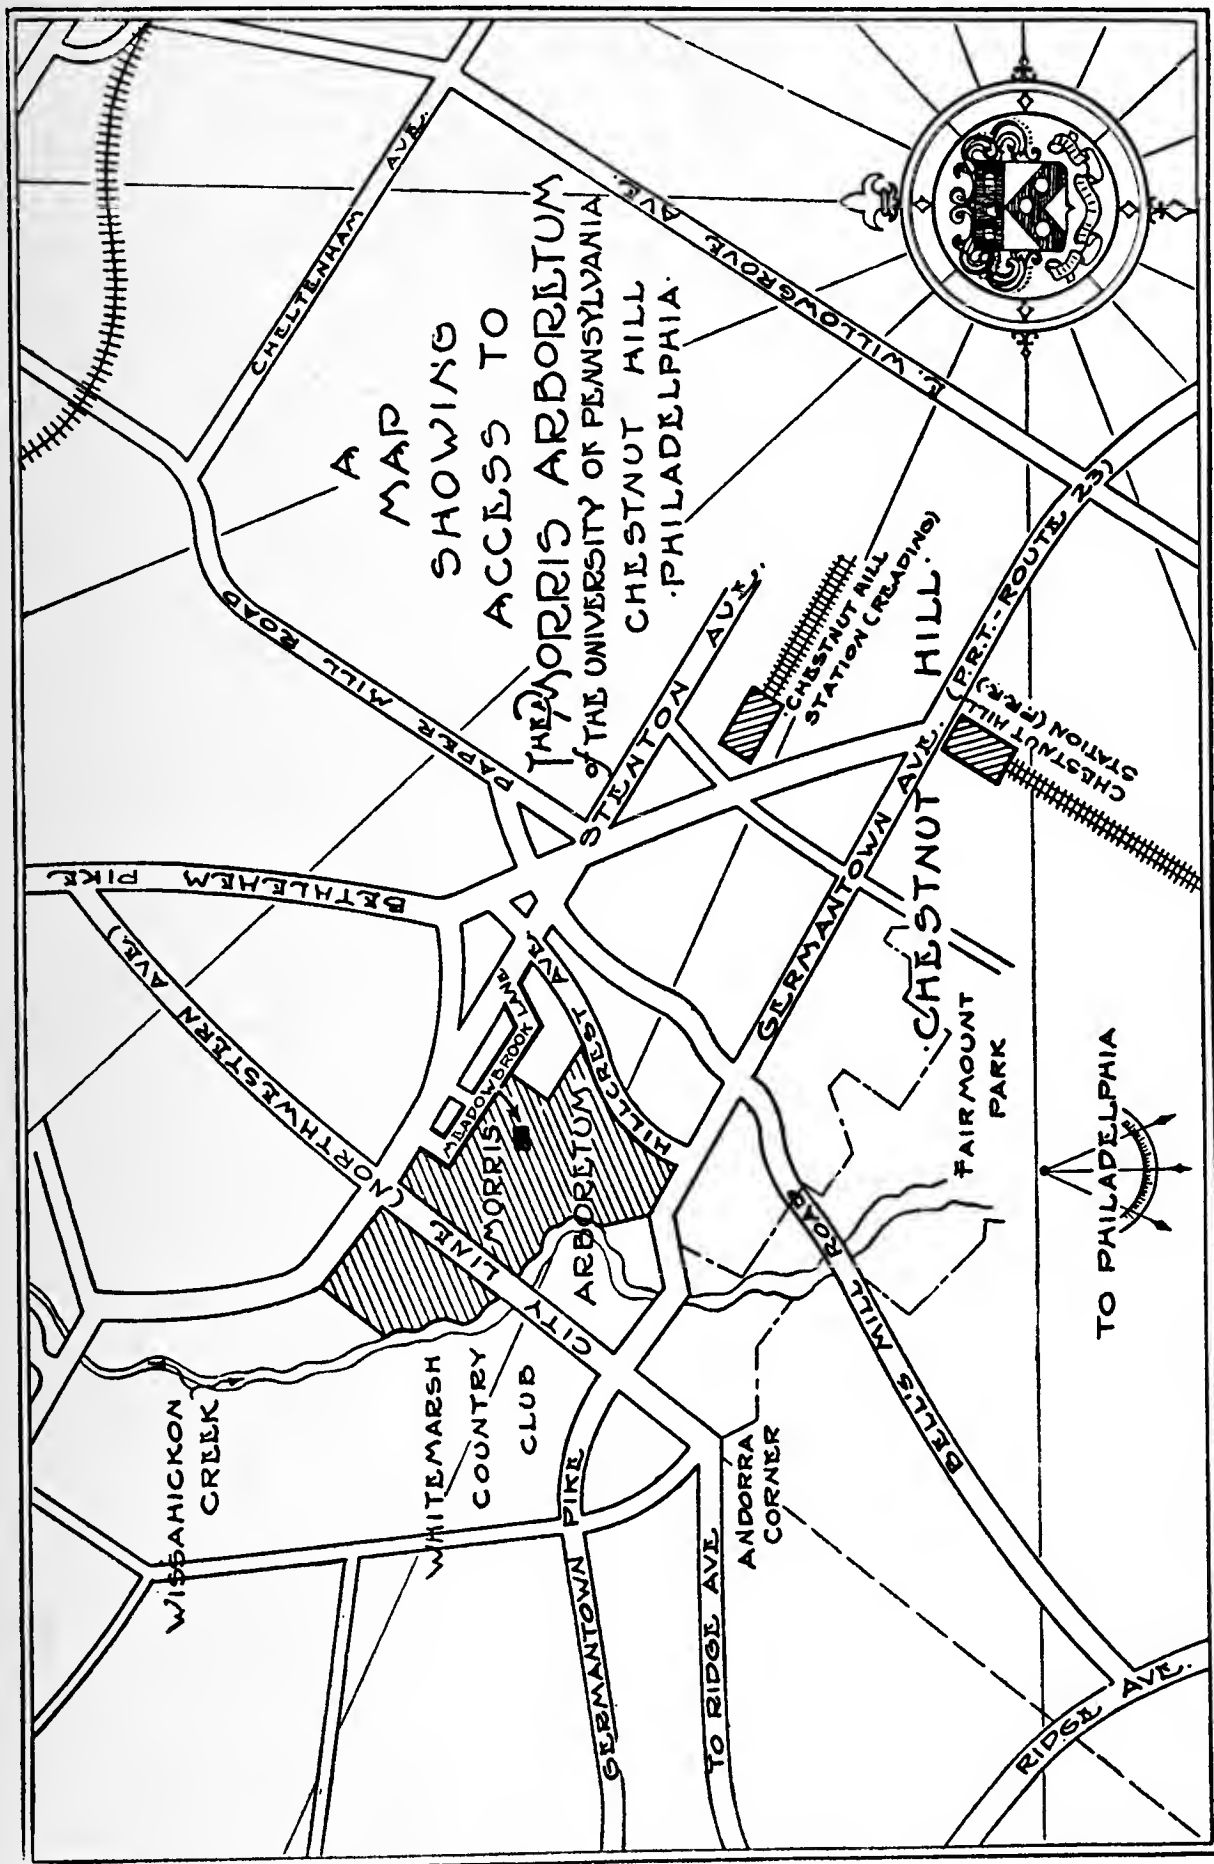 A
MAP
SHOWING
ACCESS TO
THE MORRIS ARBORETUM
of THE UNIVERSITY OF PENNSYLVANIA
CHESTNUT HILL
·PHILADELPHIA·
CHELTENHAM AVE.
E. WILLOWGROVE AVE.
PAPER MILL ROAD
STENTON AVE.
BETHLEHEM PIKE
CITY LINE (NORTHWESTERN AVE.)
MEADOWBROOK LANE
HILLCREST AVE.
MORRIS
ARBORETUM
WISSAHICKON
CREEK
WHITEMARSH
COUNTRY
CLUB
GERMANTOWN PIKE
TO RIDGE AVE
ANDORRA
CORNER
BELL'S MILL ROAD
RIDGE AVE.
GERMANTOWN AVE. (P.R.T.-ROUTE 23)
·CHESTNUT HILL·
CHESTNUT HILL
STATION (READING)
CHESTNUT HILL
STATION (P.R.R.)
FAIRMOUNT
PARK
TO PHILADELPHIA